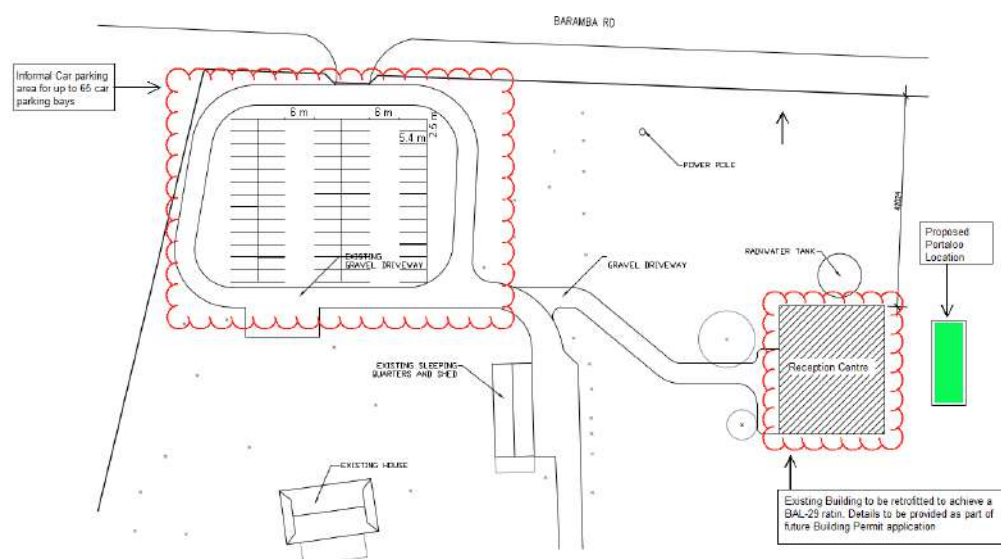 BARAMBA RD
Informal Car parking
area for up to 65 car
parking bays
6 m
6 m
2.5 m
5.4 m
POWER POLE
42024
Proposed
Portaloo
Location
RAINWATER TANK
EXISTING
GRAVEL DRIVEWAY
GRAVEL DRIVEWAY
EXISTING SLEEPING
QUARTERS AND SHED
Reception Centre
EXISTING HOUSE
Existing Building to be retrofitted to achieve a
BAL-29 ratin. Details to be provided as part of
future Building Permit application